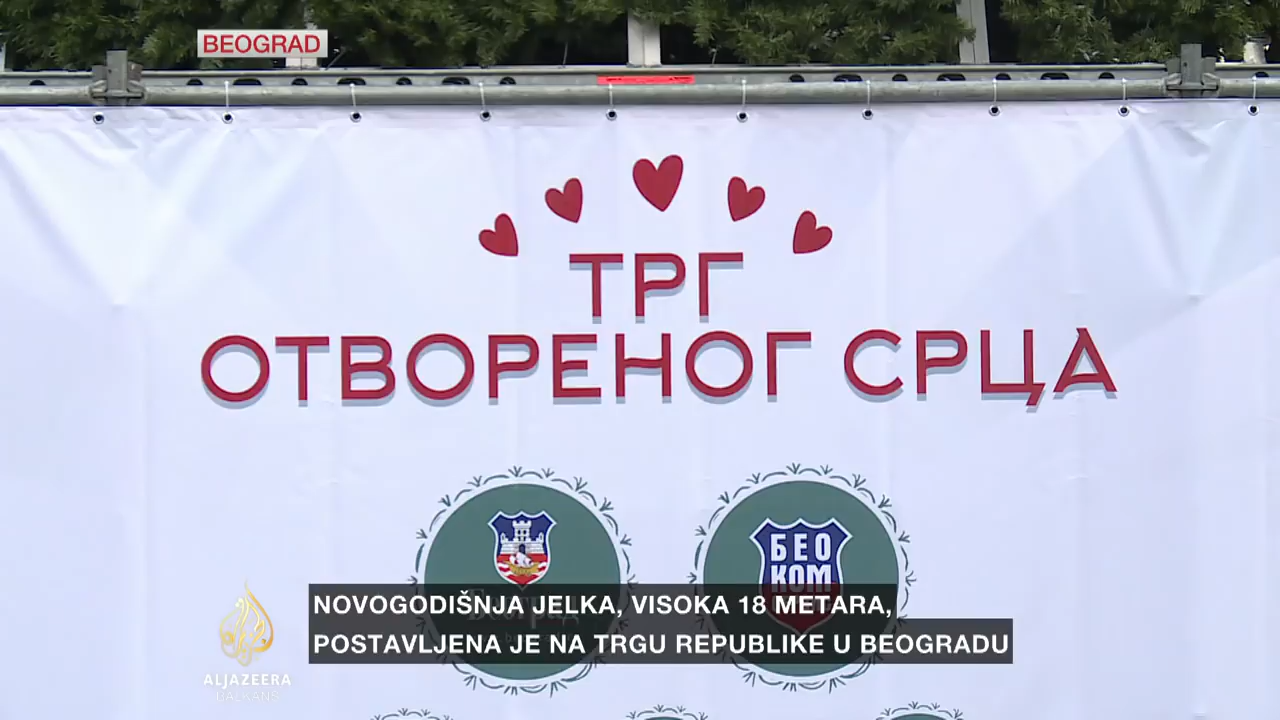 BEOGRAD
ТРГ
ОТВОРЕНОГ СРЦА
БЕО
КОМ
Београд
NOVOGODIŠNJA JELKA, VISOKA 18 METARA,
POSTAVLJENA JE NA TRGU REPUBLIKE U BEOGRADU
ALJAZEERA
BALKANS